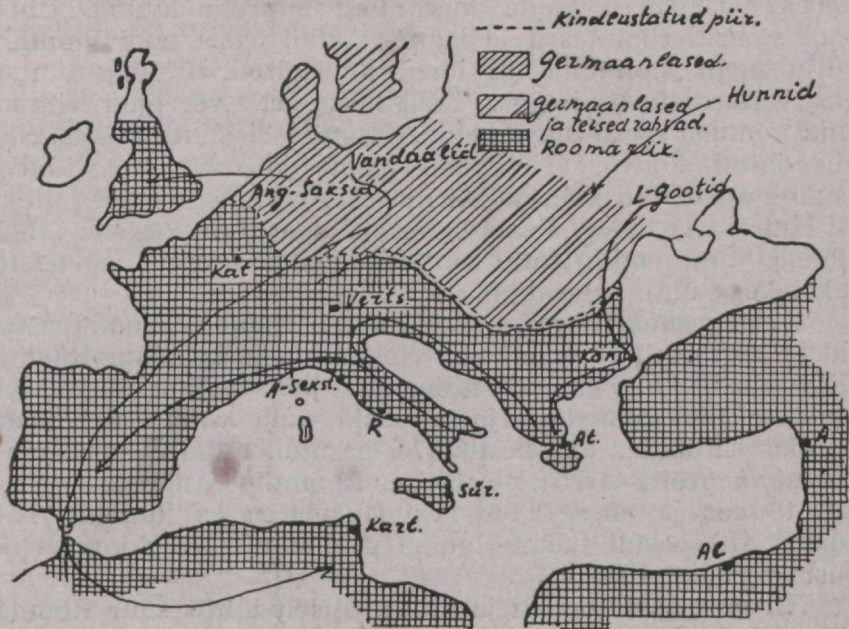 Kindlustatud piir.
Germaanlased.
Germaanlased
ja teised rahvad.
Rooma riik.
Hunnid
L-Gootid
Vandaalid
Ang-Saksid
Kat
Verts.
Kon.
A-Sekst.
R
At.
A
Sür.
Kart.
Al